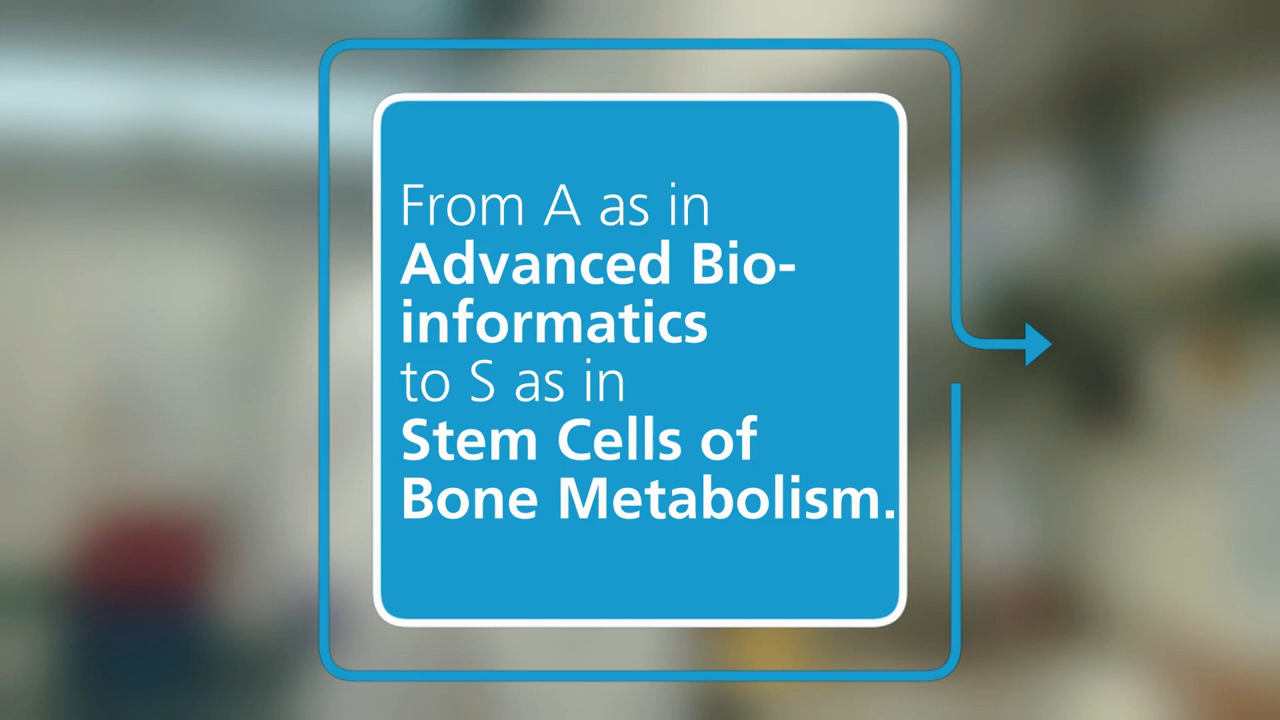 From A as in
Advanced Bio-
informatics
to S as in
Stem Cells of
Bone Metabolism.